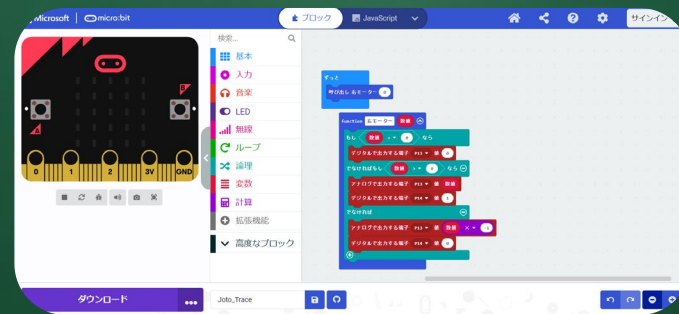 Microsoft
micro:bit
ブロック
JavaScript
サインイン
検索...
基本
入力
音楽
LED
無線
ループ
論理
変数
計算
拡張機能
高度なブロック
0 1 2 3V GND
A
B
ずっと
呼び出し 右モーター 0
function 右モーター 数値
もし 数値 = 0 なら
デジタルで出力する端子 P13 値 0
でなければもし 数値 > 0 なら
アナログで出力する端子 値 数値
デジタルで出力する端子 値 1
でなければ
アナログで出力する端子 値 数値 × -1
デジタルで出力する端子 値 0
ダウンロード
Joto_Trace